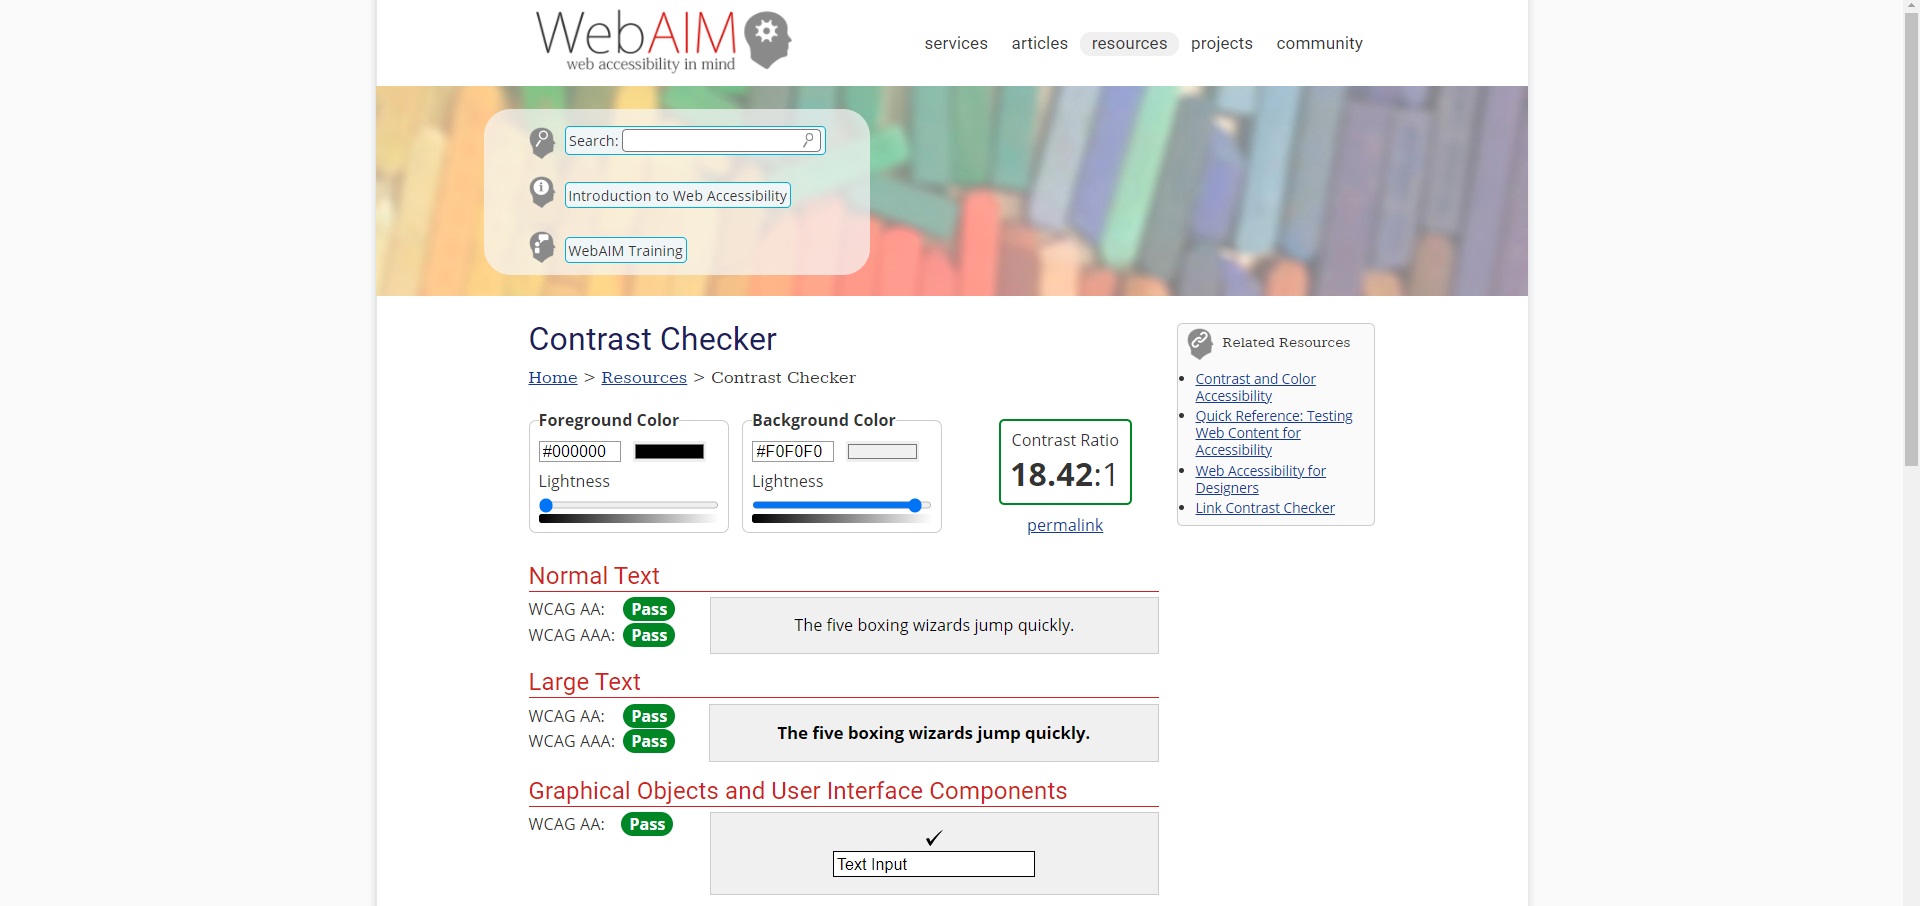 WebAIM
web accessibility in mind
services articles resources projects community
Search:
Introduction to Web Accessibility
WebAIM Training
Contrast Checker
Home > Resources > Contrast Checker
Foreground Color
#000000
Lightness
Background Color
#F0F0F0
Lightness
Contrast Ratio
18.42:1
permalink
Related Resources
Contrast and Color
Accessibility
Quick Reference: Testing
Web Content for
Accessibility
Web Accessibility for
Designers
Link Contrast Checker
Normal Text
WCAG AA: Pass
WCAG AAA: Pass
The five boxing wizards jump quickly.
Large Text
WCAG AA: Pass
WCAG AAA: Pass
The five boxing wizards jump quickly.
Graphical Objects and User Interface Components
WCAG AA: Pass
✓
Text Input